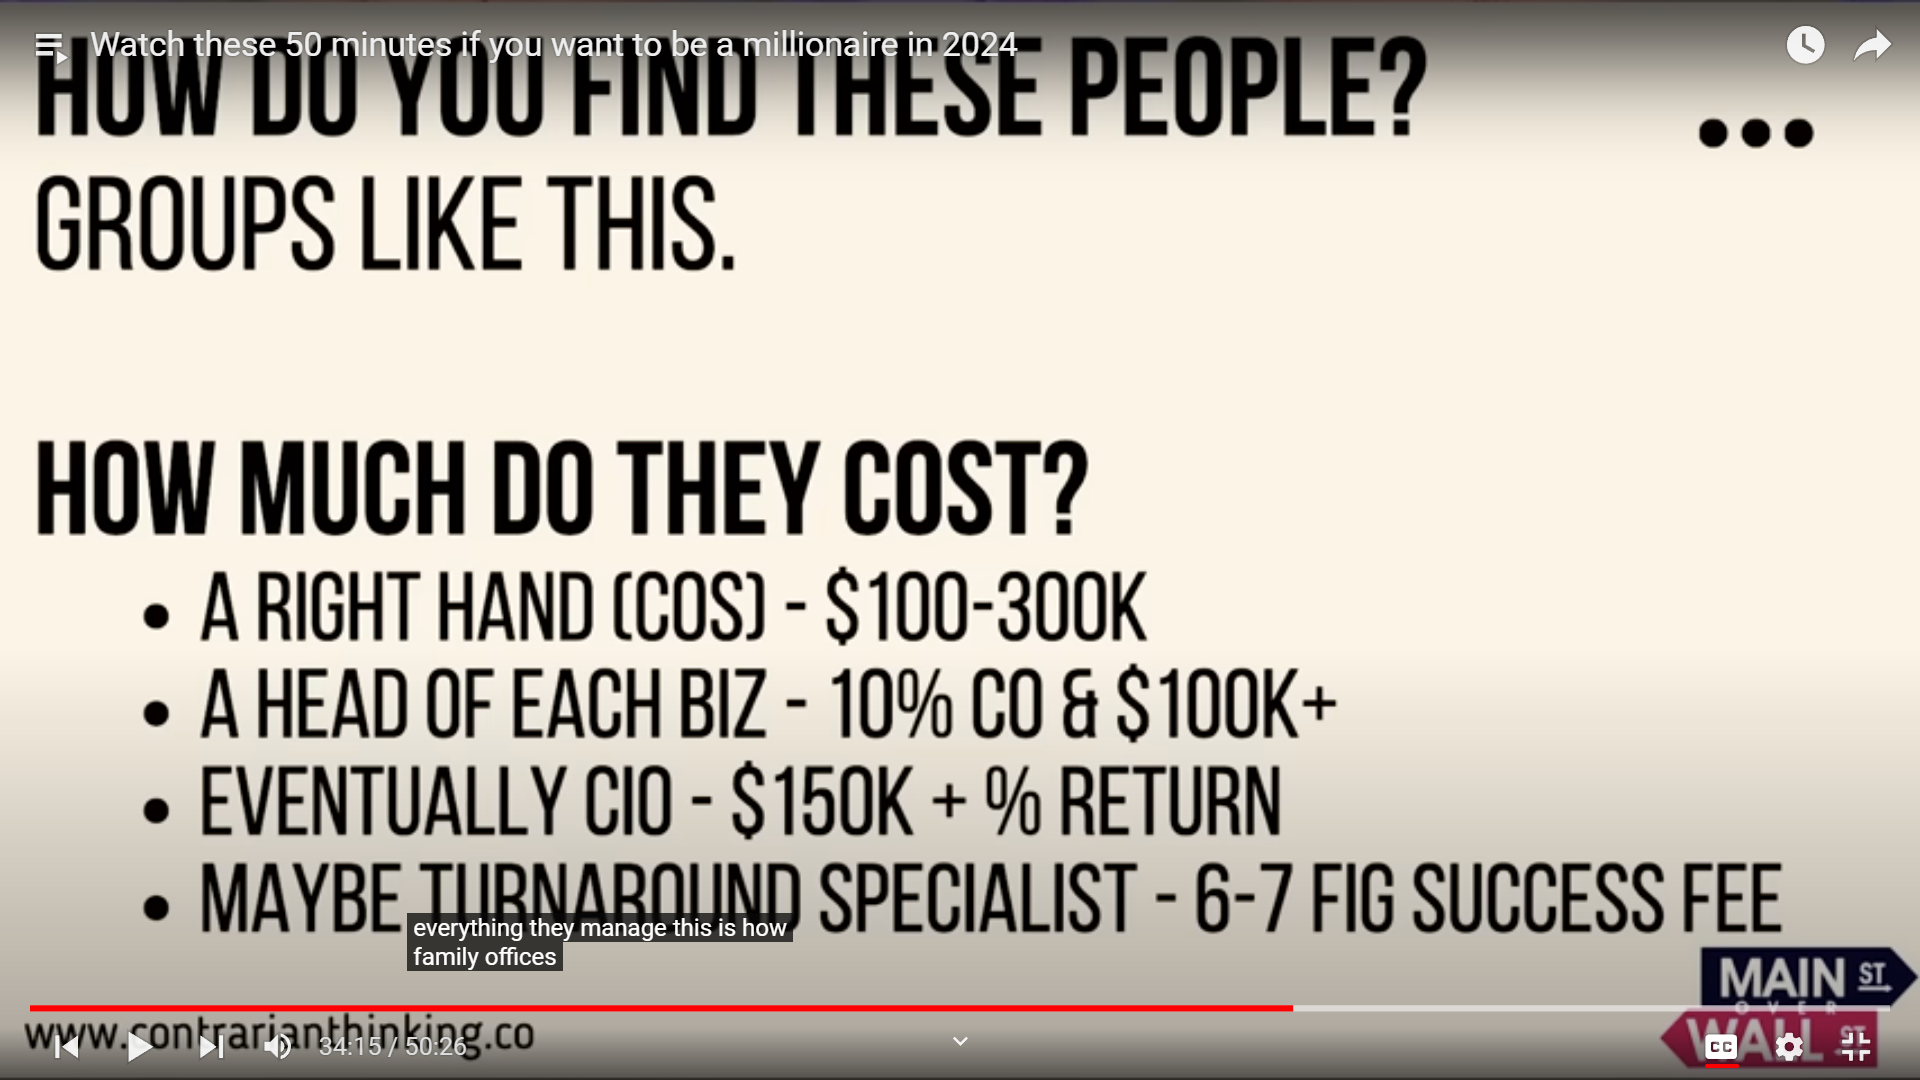 Watch these 50 minutes if you want to be a millionaire in 2024
HOW DO YOU FIND THESE PEOPLE?
GROUPS LIKE THIS.
HOW MUCH DO THEY COST?
• A RIGHT HAND (COS) - $100-300K
• A HEAD OF EACH BIZ - 10% CO & $100K+
• EVENTUALLY CIO - $150K + % RETURN
• MAYBE TURNAROUND SPECIALIST - 6-7 FIG SUCCESS FEE
everything they manage this is how
family offices
MAIN ST.
OVER
WALL ST
www.contrarianthinking.co
34:15 / 50:26
CC